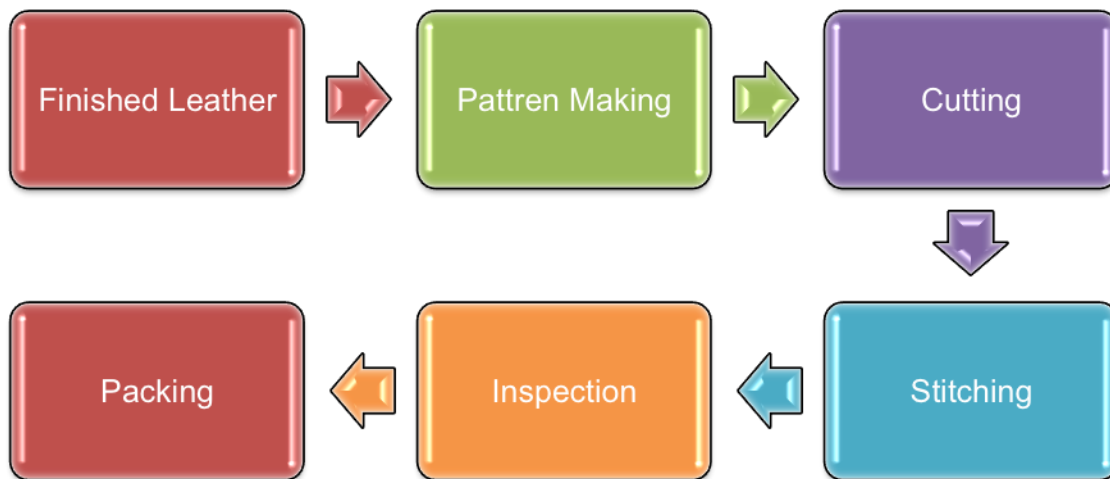 Finished Leather
Pattren Making
Cutting
Stitching
Inspection
Packing